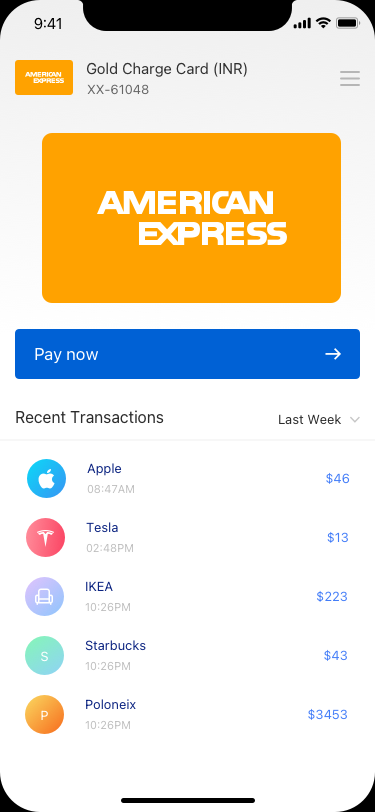 9:41
AMERICAN
EXPRESS
Gold Charge Card (INR)
XX-61048
AMERICAN
EXPRESS
Pay now
Recent Transactions
Last Week
Apple
$46
08:47AM
Tesla
$13
02:48PM
IKEA
$223
10:26PM
S
Starbucks
$43
10:26PM
P
Poloneix
$3453
10:26PM